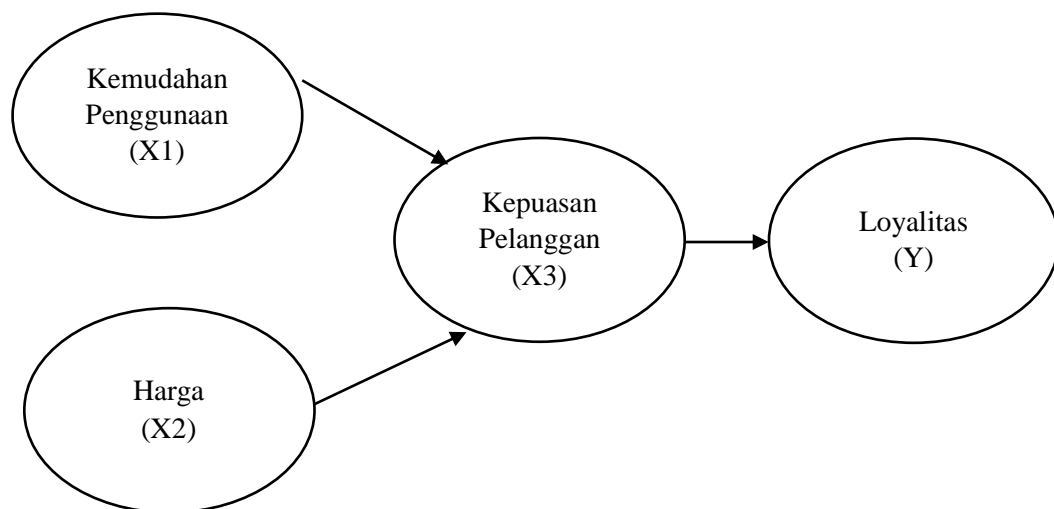 Kemudahan
Penggunaan
(X1)
Kepuasan
Pelanggan
(X3)
Loyalitas
(Y)
Harga
(X2)